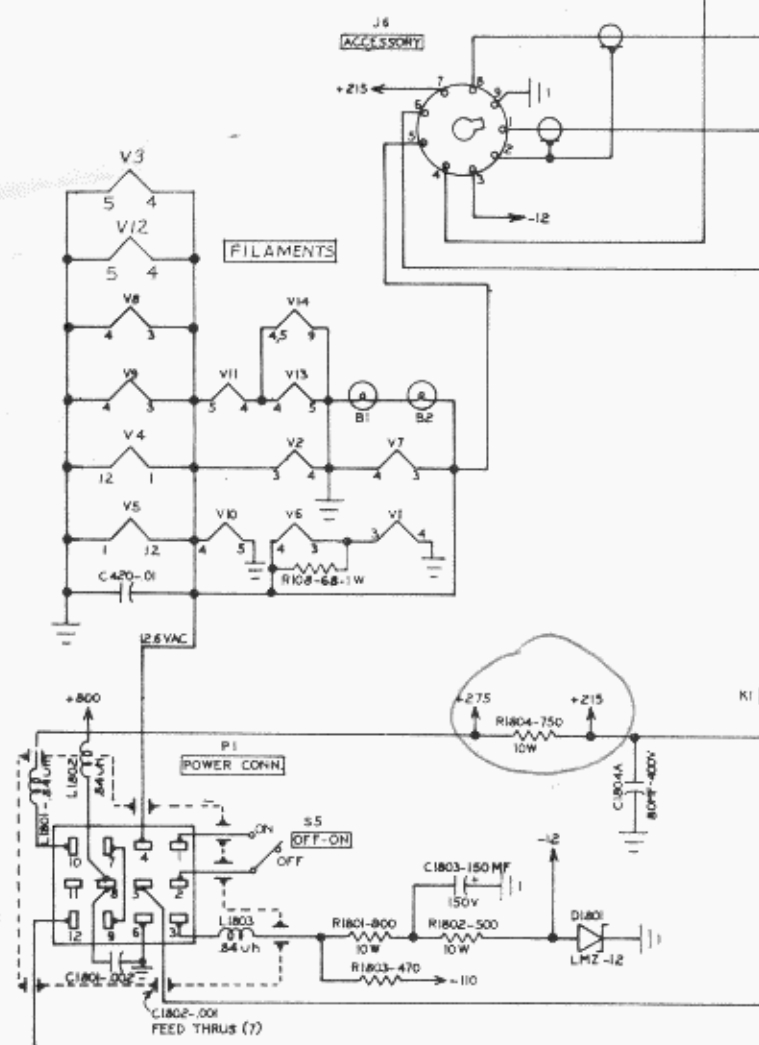 J6
ACCESSORY
7
8
+215
9
6
1
5
2
4
3
-12
V3
5 4
V12
5 4
FILAMENTS
V8
4 3
V14
4,5 9
V9
4 3
V11
5 4
V13
4 5
B1
B2
V4
12 1
V2
3 4
V7
4 3
V5
1 12
V10
4 5
V6
4 3
V1
3 4
C420-.01
R108-68-1W
12.6VAC
+800
+275
+215
K1
R1804-750
10W
P1
POWER CONN.
L1801-.84uh
L1802
.84uh
C1804A
80MF-400V
S5
OFF-ON
ON
OFF
10 7 4 1
11 8 5 2
12 9 6 3
-12
C1803-150MF
+
150V
L1803
.84uh
R1801-800
10W
R1802-500
10W
D1801
LMZ-12
R1803-470
-110
C1801-.002
C1802-.001
FEED THRUS (7)